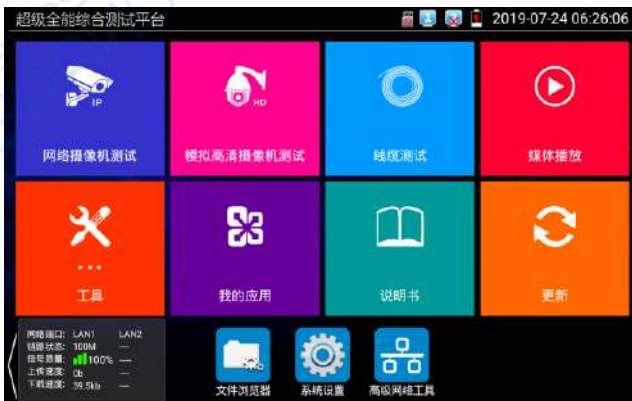 超级全能综合测试平台
2019-07-24 06:26:06
IP
HD
网络摄像机测试
模拟高清摄像机测试
线缆测试
媒体播放
工具
我的应用
说明书
更新
网络端口: LAN1 LAN2
链路状态: 100M ---
信号质量: 100% ---
上传速度: 0b ---
下载速度: 39.5kb ---
文件浏览器
系统设置
高级网络工具